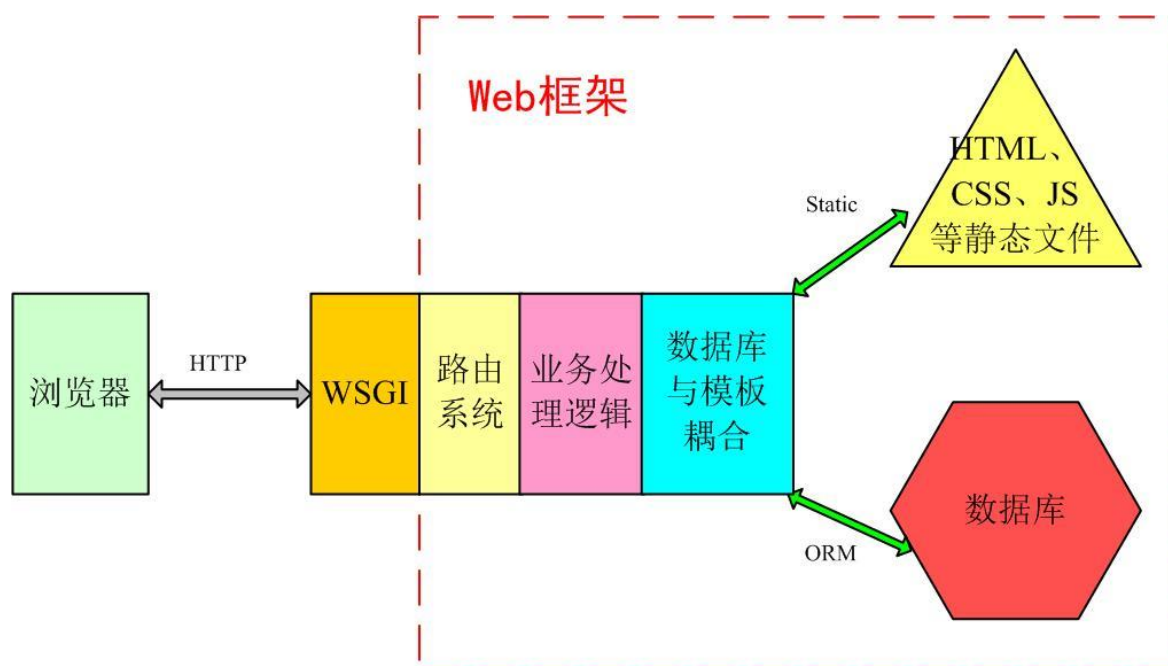 Web框架
HTML、
CSS、JS
等静态文件
Static
浏览器
HTTP
WSGI
路由
系统
业务处
理逻辑
数据库
与模板
耦合
ORM
数据库